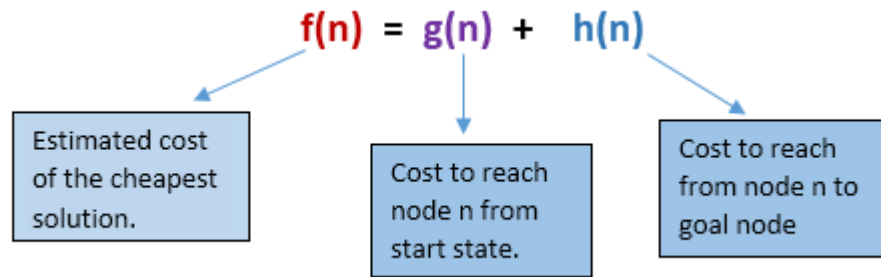 f(n) = g(n) + h(n)
Estimated cost
of the cheapest
solution.
Cost to reach
node n from
start state.
Cost to reach
from node n to
goal node